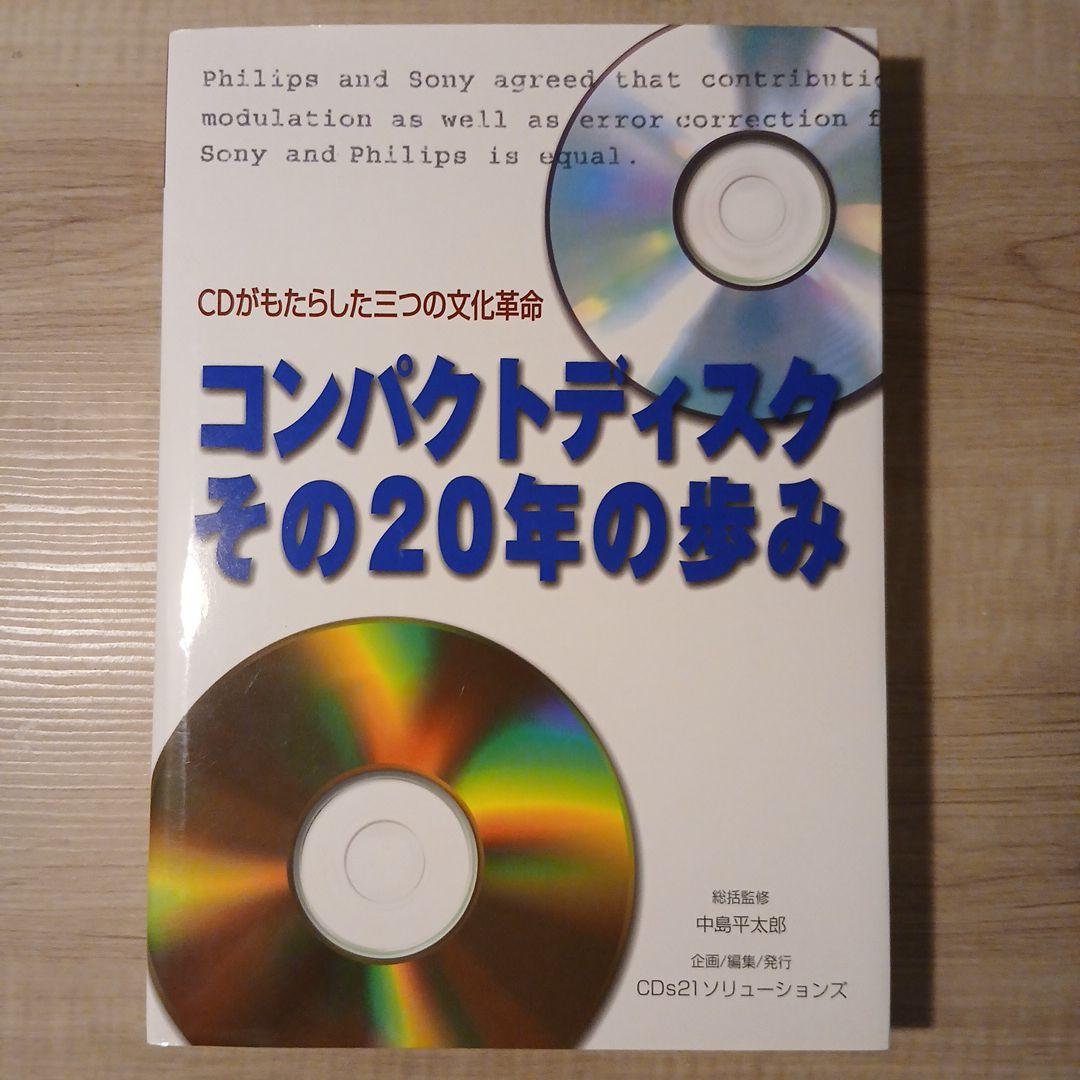 Philips and Sony agreed that contributio
modulation as well as error correction f
Sony and Philips is equal.
CDがもたらした三つの文化革命
コンパクトディスク
その20年の歩み
総括監修
中島平太郎
企画/編集/発行
CDs21ソリューションズ